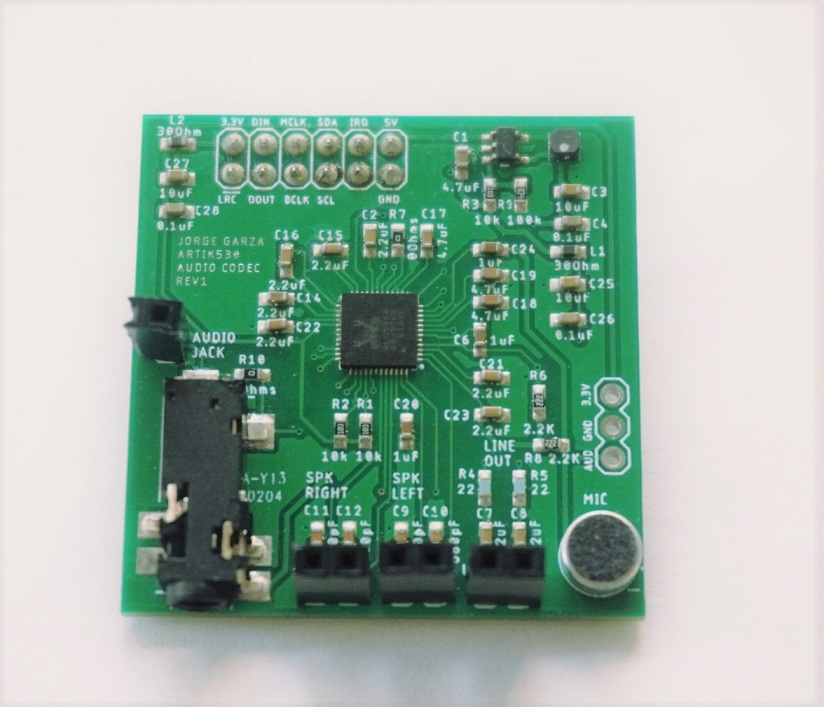 L2
30Ohm
C27
10uF
C28
0.1uF
3.3V DIN MCLK SDA IRQ 5V
LRC DOUT BCLK SCL GND
C1
4.7uF
R3
10k
100k
C3
10uF
C4
0.1uF
L1
30Ohm
C25
10uF
C26
0.1uF
JORGE GARZA
ARTIK530
AUDIO CODEC
REV1
C16
2.2uF
C15
2.2uF
C2
2.2uF
R7
0Ohms
C17
4.7uF
C14
2.2uF
C22
2.2uF
C24
1uF
C19
4.7uF
C18
4.7uF
C6
1uF
C21
2.2uF
C23
2.2uF
AUDIO
JACK
R10
R2 R1
10k 10k
C20
1uF
R6
222
2.2K
222
R8 2.2K
3.3V
GND
AUD
LINE
OUT
R4
22
R5
22
SPK
RIGHT
SPK
LEFT
C11 C12
C9 C10
C7 C8
MIC